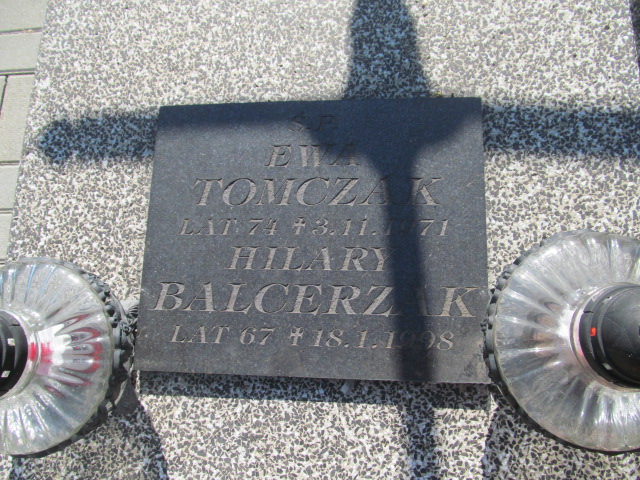 Ś.P.
EWA
TOMCZAK
LAT 74 ✝ 3.11.1971
HILARY
BALCERZAK
LAT 67 ✝ 18.1.1998